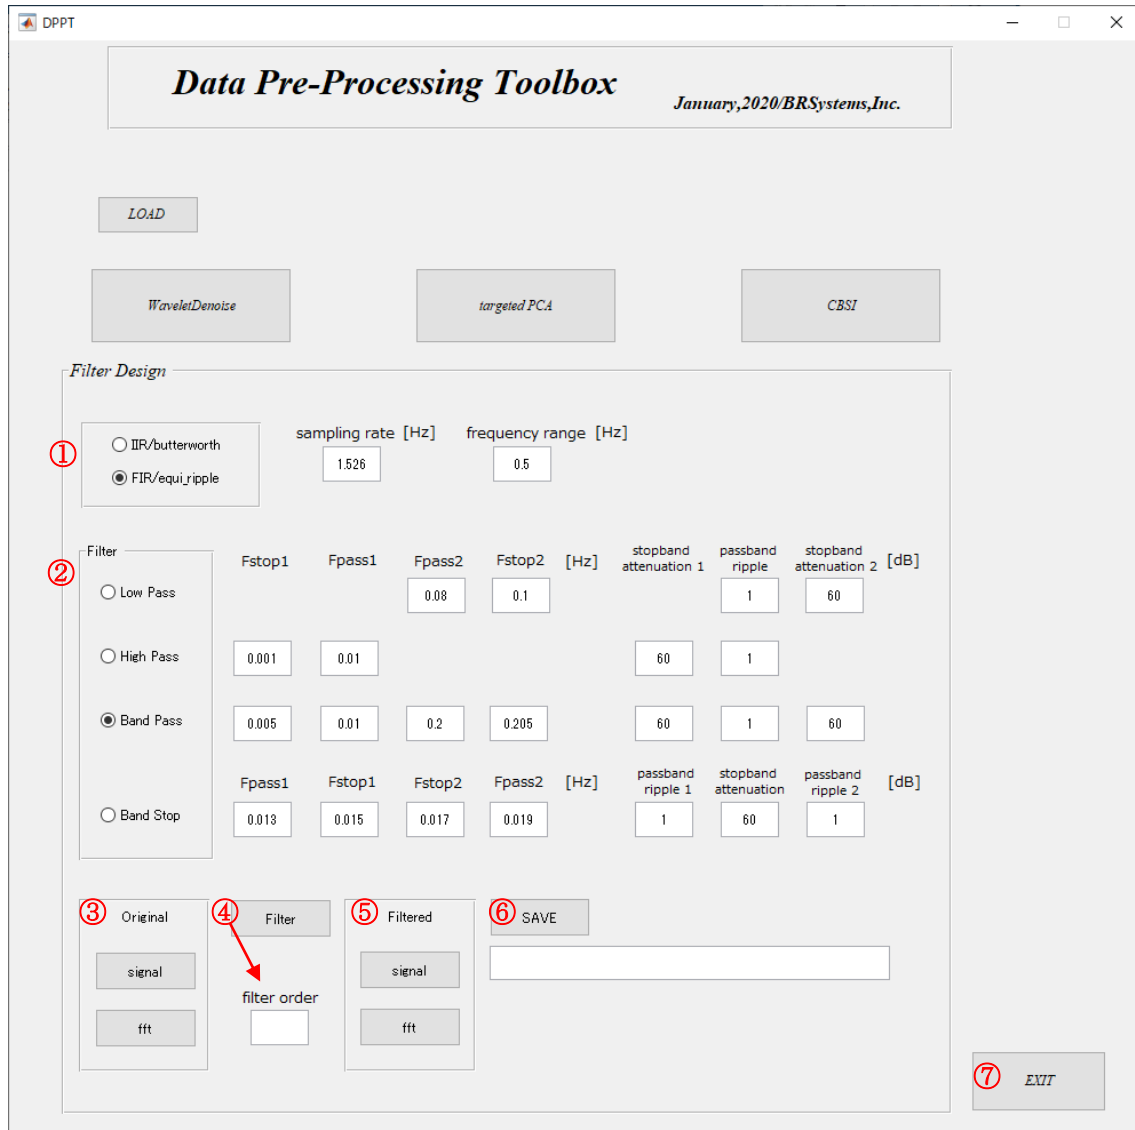 DPPT
Data Pre-Processing Toolbox
January,2020/BRSystems,Inc.
LOAD
WaveletDenoise
targeted PCA
CBSI
Filter Design
①
IIR/butterworth
FIR/equi_ripple
sampling rate [Hz]
1.526
frequency range [Hz]
0.5
②
Filter
Fstop1 Fpass1 Fpass2 Fstop2 [Hz] stopband attenuation 1 passband ripple stopband attenuation 2 [dB]
Low Pass 0.08 0.1 1 60
High Pass 0.001 0.01 60 1
Band Pass 0.005 0.01 0.2 0.205 60 1 60
Fpass1 Fstop1 Fstop2 Fpass2 [Hz] passband ripple 1 stopband attenuation passband ripple 2 [dB]
Band Stop 0.013 0.015 0.017 0.019 1 60 1
③ Original
signal
fft
④ Filter
filter order
⑤ Filtered
signal
fft
⑥ SAVE
⑦ EXIT